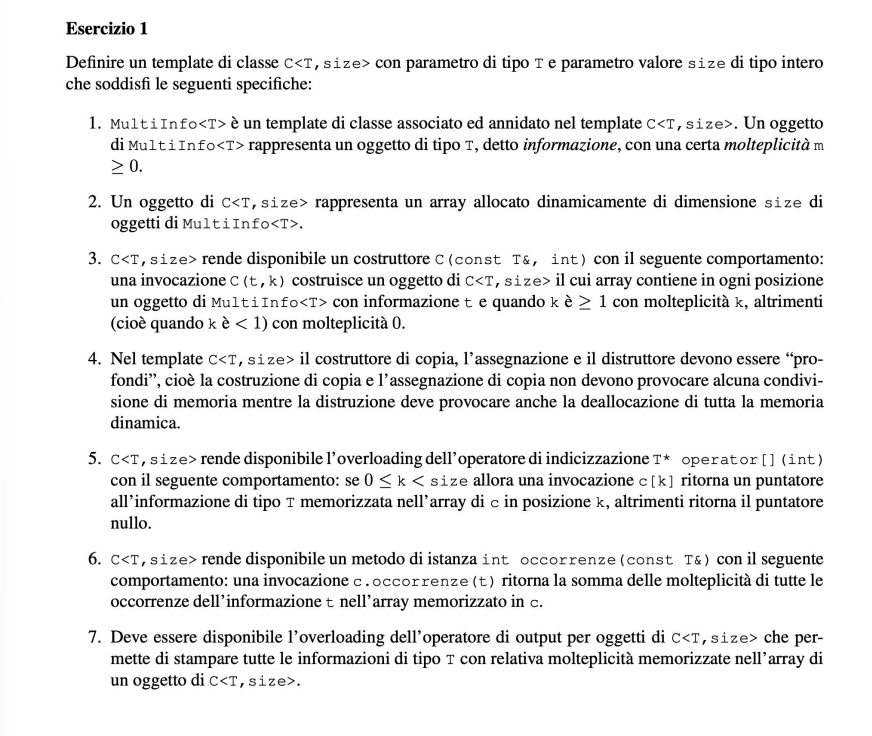 Esercizio 1
Definire un template di classe C<T,size> con parametro di tipo T e parametro valore size di tipo intero
che soddisfi le seguenti specifiche:
1. MultiInfo<T> è un template di classe associato ed annidato nel template C<T,size>. Un oggetto
di MultiInfo<T> rappresenta un oggetto di tipo T, detto informazione, con una certa molteplicità m
≥ 0.
2. Un oggetto di C<T,size> rappresenta un array allocato dinamicamente di dimensione size di
oggetti di MultiInfo<T>.
3. C<T,size> rende disponibile un costruttore C(const T&, int) con il seguente comportamento:
una invocazione C(t,k) costruisce un oggetto di C<T,size> il cui array contiene in ogni posizione
un oggetto di MultiInfo<T> con informazione t e quando k è ≥ 1 con molteplicità k, altrimenti
(cioè quando k è < 1) con molteplicità 0.
4. Nel template C<T,size> il costruttore di copia, l'assegnazione e il distruttore devono essere “pro-
fondi”, cioè la costruzione di copia e l'assegnazione di copia non devono provocare alcuna condivi-
sione di memoria mentre la distruzione deve provocare anche la deallocazione di tutta la memoria
dinamica.
5. C<T,size> rende disponibile l'overloading dell'operatore di indicizzazione T* operator[](int)
con il seguente comportamento: se 0 ≤ k < size allora una invocazione c[k] ritorna un puntatore
all'informazione di tipo T memorizzata nell'array di c in posizione k, altrimenti ritorna il puntatore
nullo.
6. C<T,size> rende disponibile un metodo di istanza int occorrenze(const T&) con il seguente
comportamento: una invocazione c.occorrenze(t) ritorna la somma delle molteplicità di tutte le
occorrenze dell'informazione t nell'array memorizzato in c.
7. Deve essere disponibile l'overloading dell'operatore di output per oggetti di C<T,size> che per-
mette di stampare tutte le informazioni di tipo T con relativa molteplicità memorizzate nell'array di
un oggetto di C<T,size>.